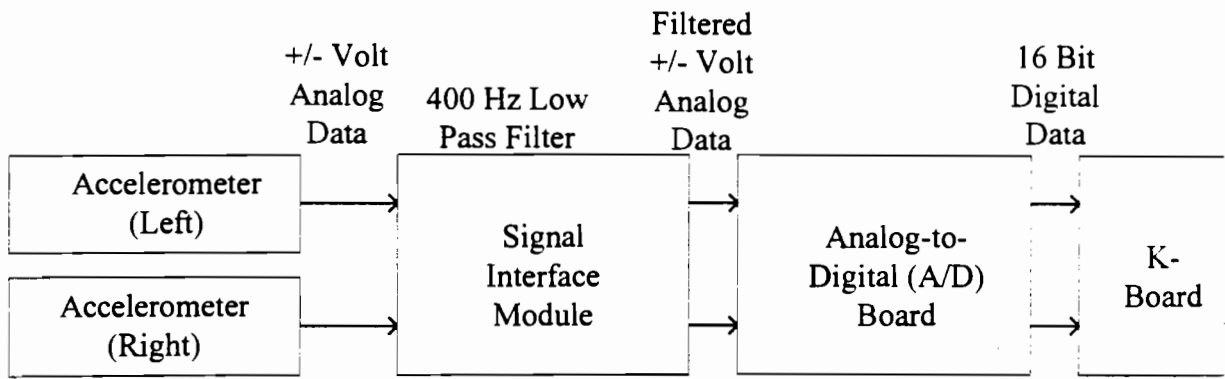 +/- Volt
Analog
Data
400 Hz Low
Pass Filter
Filtered
+/- Volt
Analog
Data
16 Bit
Digital
Data
Accelerometer
(Left)
Accelerometer
(Right)
Signal
Interface
Module
Analog-to-
Digital (A/D)
Board
K-
Board